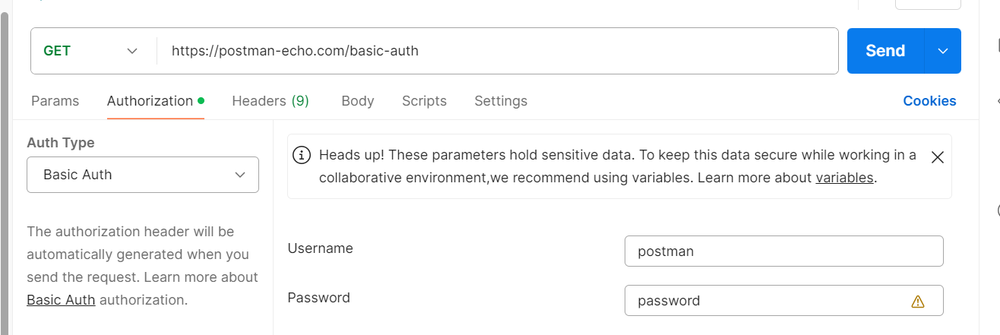 GET https://postman-echo.com/basic-auth Send
Params Authorization Headers (9) Body Scripts Settings Cookies
Auth Type
Basic Auth
The authorization header will be
automatically generated when you
send the request. Learn more about
Basic Auth authorization.
Heads up! These parameters hold sensitive data. To keep this data secure while working in a
collaborative environment,we recommend using variables. Learn more about variables.
Username postman
Password password